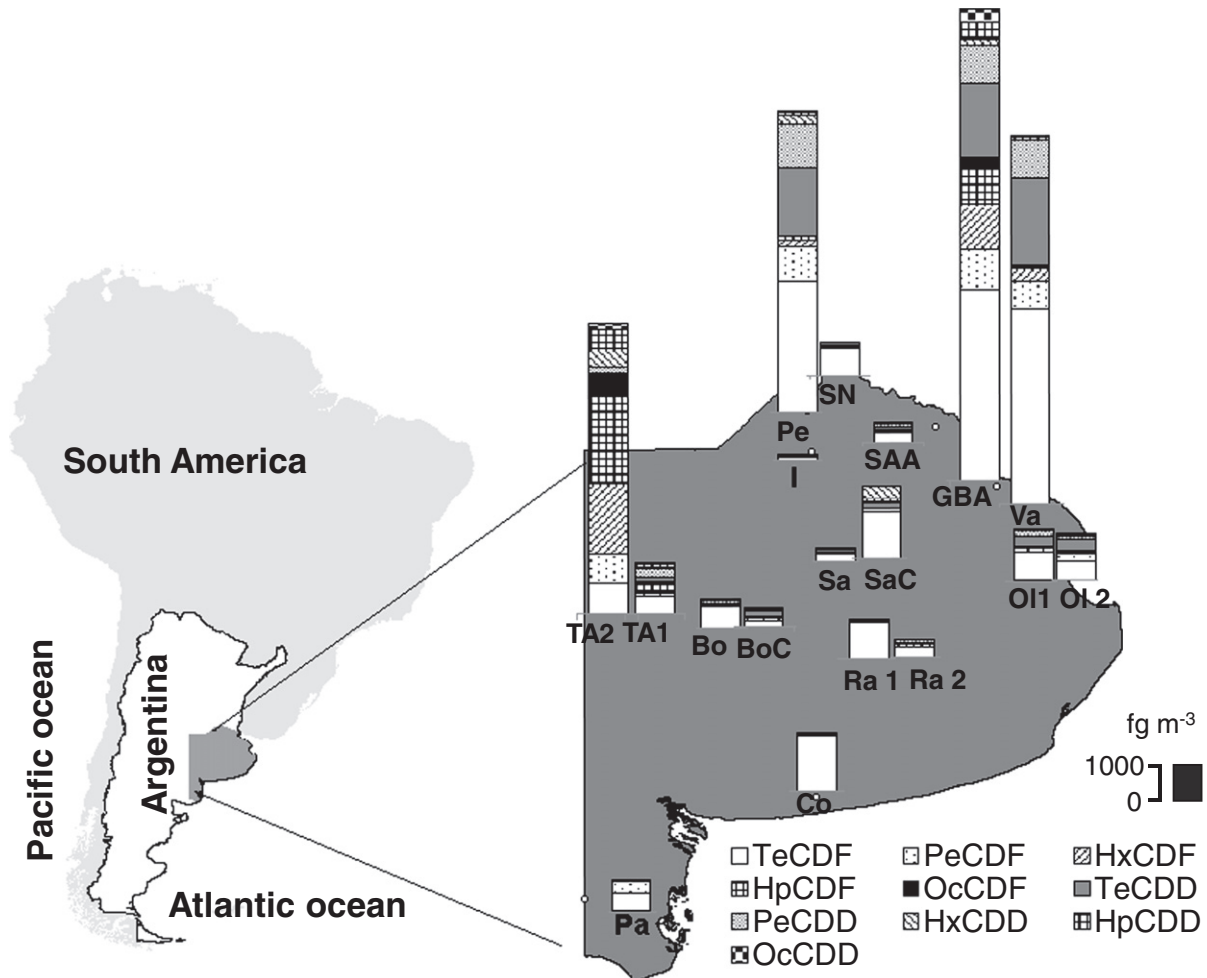 South America
Pacific ocean
Argentina
Atlantic ocean
SN
Pe
I
SAA
GBA
Va
Sa
SaC
Ol1 Ol 2
TA2 TA1
Bo BoC
Ra 1 Ra 2
Co
Pa
fg m-3
1000
0
TeCDF PeCDF HxCDF
HpCDF OcCDF TeCDD
PeCDD HxCDD HpCDD
OcCDD